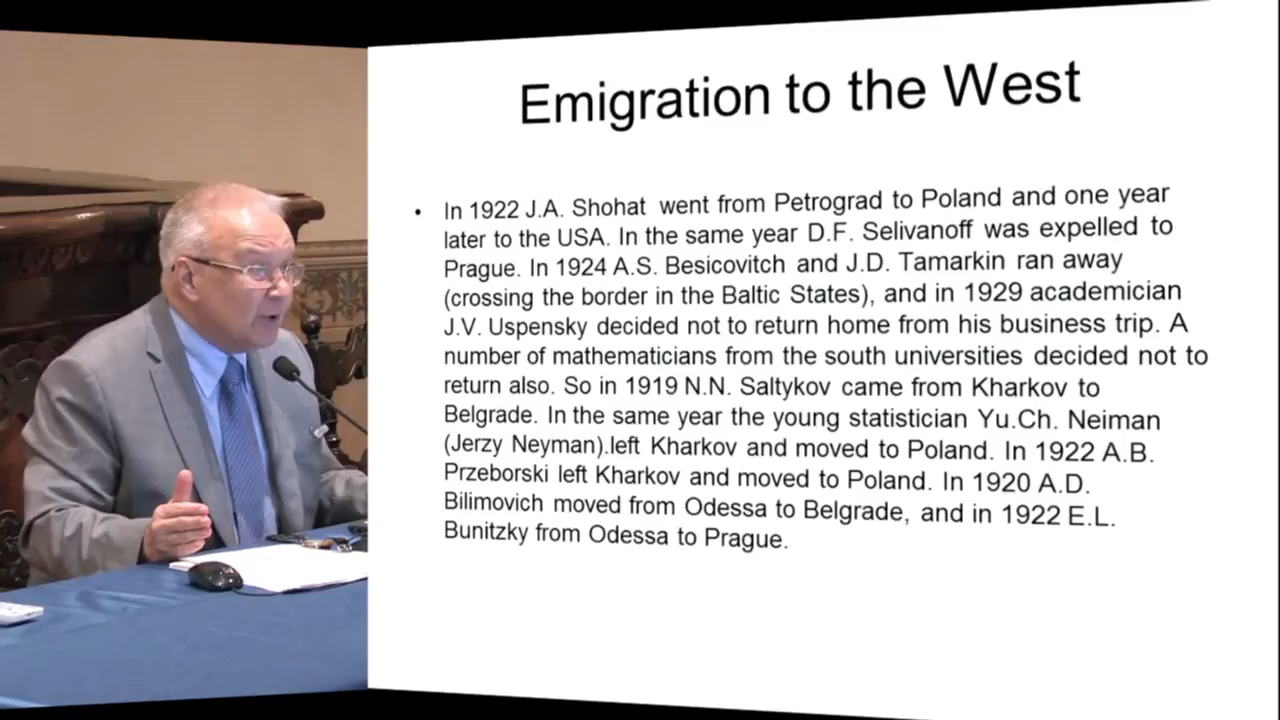 Emigration to the West
• In 1922 J.A. Shohat went from Petrograd to Poland and one year
later to the USA. In the same year D.F. Selivanoff was expelled to
Prague. In 1924 A.S. Besicovitch and J.D. Tamarkin ran away
(crossing the border in the Baltic States), and in 1929 academician
J.V. Uspensky decided not to return home from his business trip. A
number of mathematicians from the south universities decided not to
return also. So in 1919 N.N. Saltykov came from Kharkov to
Belgrade. In the same year the young statistician Yu.Ch. Neiman
(Jerzy Neyman).left Kharkov and moved to Poland. In 1922 A.B.
Przeborski left Kharkov and moved to Poland. In 1920 A.D.
Bilimovich moved from Odessa to Belgrade, and in 1922 E.L.
Bunitzky from Odessa to Prague.